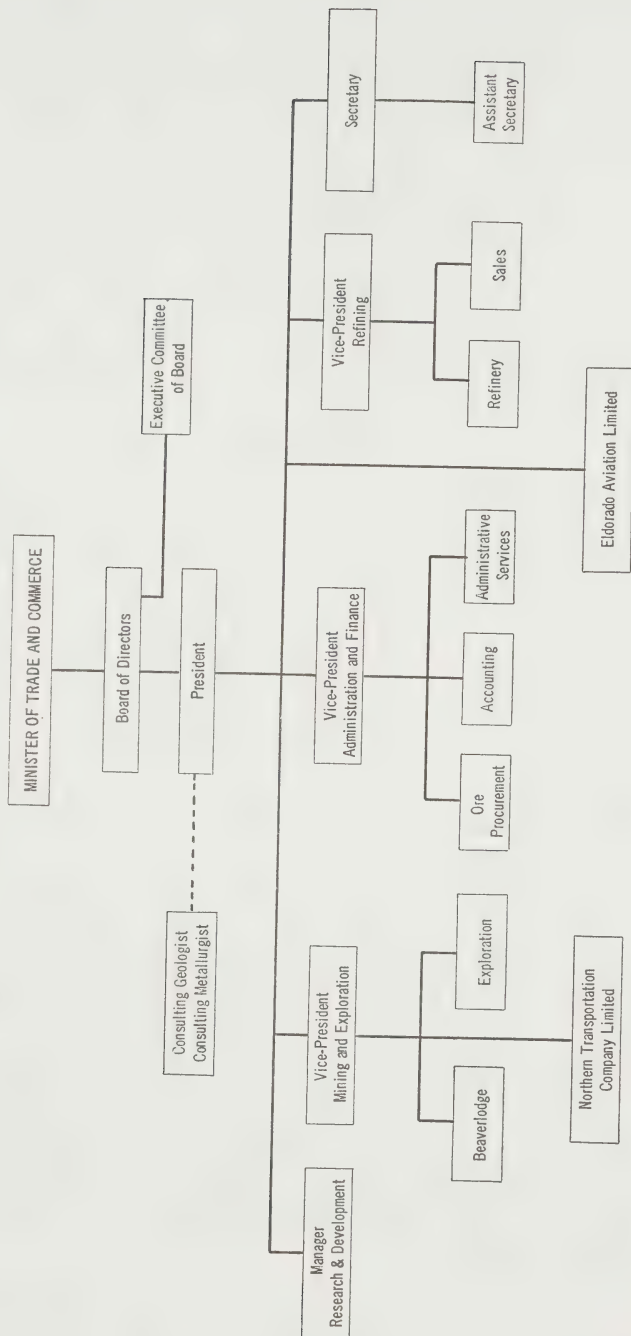 MINISTER OF TRADE AND COMMERCE
Board of Directors
Executive Committee
of Board
President
Consulting Geologist
Consulting Metallurgist
Manager
Research & Development
Vice-President
Mining and Exploration
Vice-President
Administration and Finance
Vice-President
Refining
Secretary
Beaverlodge
Exploration
Ore
Procurement
Accounting
Administrative
Services
Refinery
Sales
Assistant
Secretary
Northern Transportation
Company Limited
Eldorado Aviation Limited